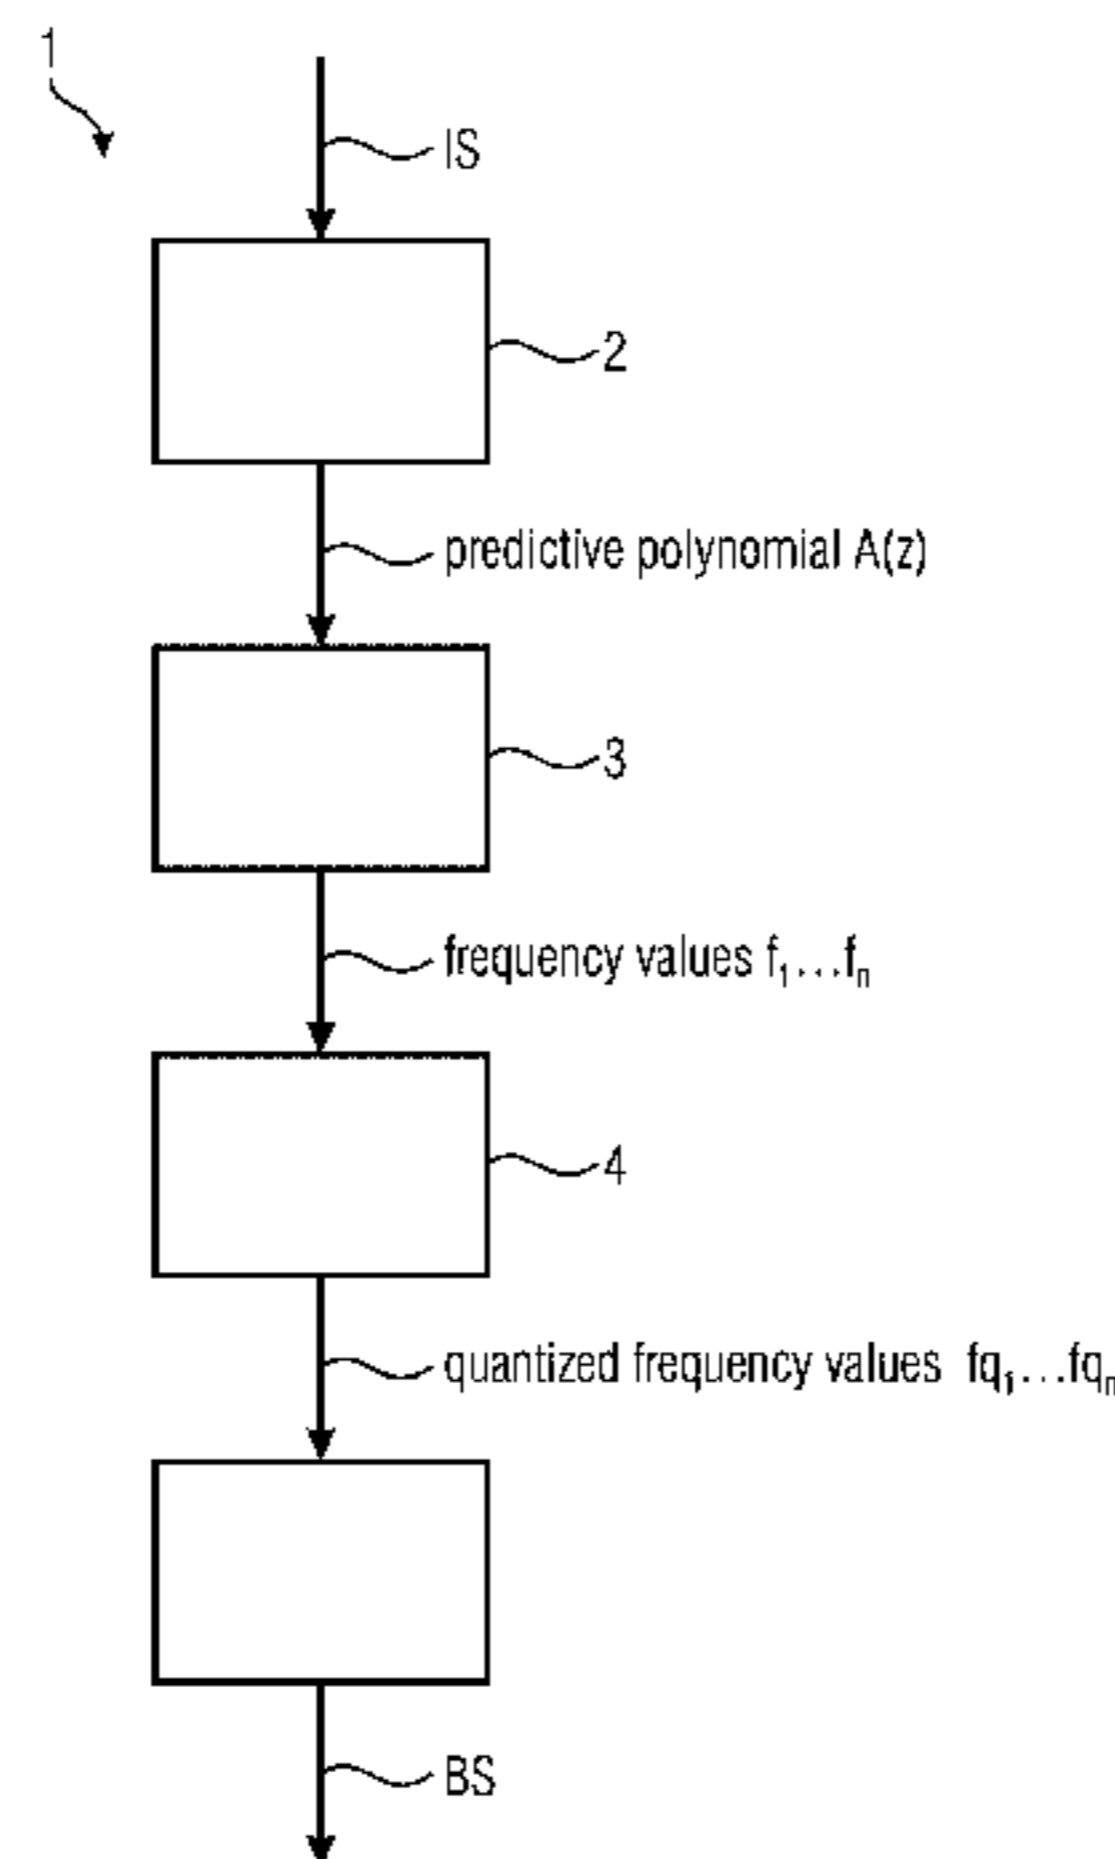 1
IS
2
predictive polynomial A(z)
3
frequency values f₁...fₙ
4
quantized frequency values fq₁...fqₙ
BS